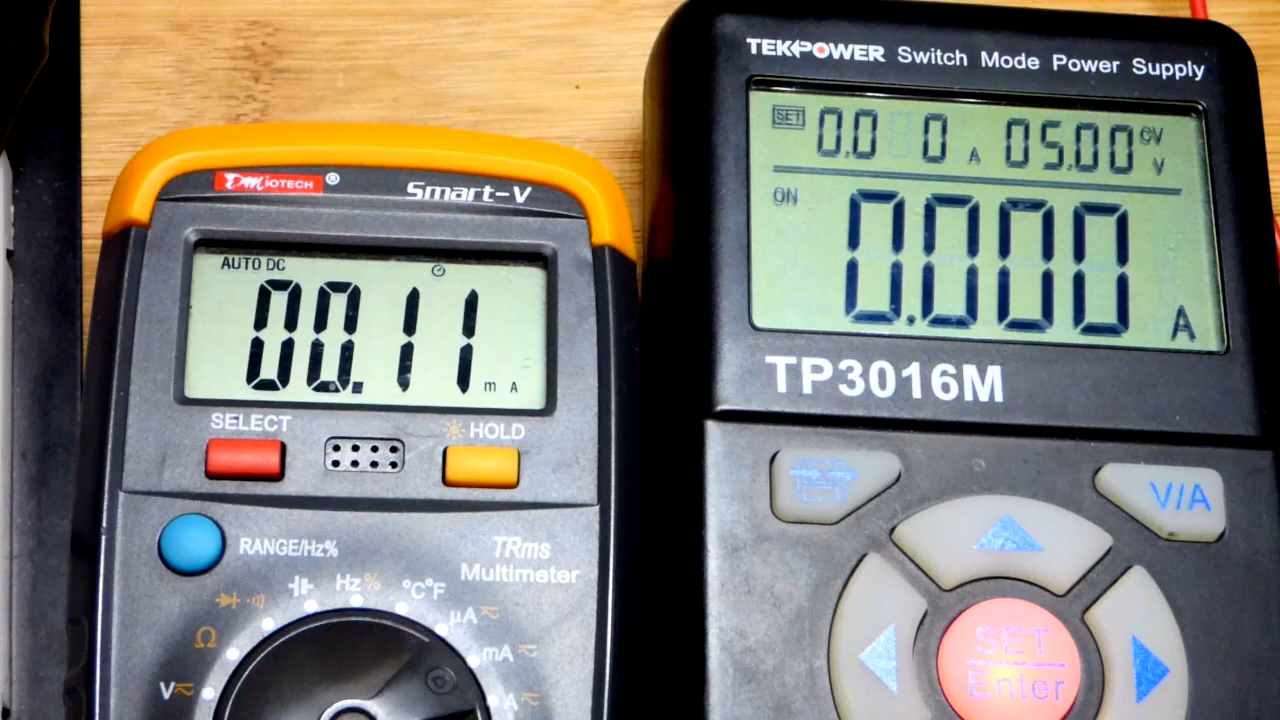 TEKPOWER Switch Mode Power Supply
SET 0.0 0 A 05.00 CV V
ON 0.000 A
TP3016M
V/A
SET
Enter
DMiOTECH ® Smart-V
AUTO DC
00.11 m A
SELECT HOLD
RANGE/Hz% TRms
Multimeter
Hz % °C°F
μA
Ω mA
V A